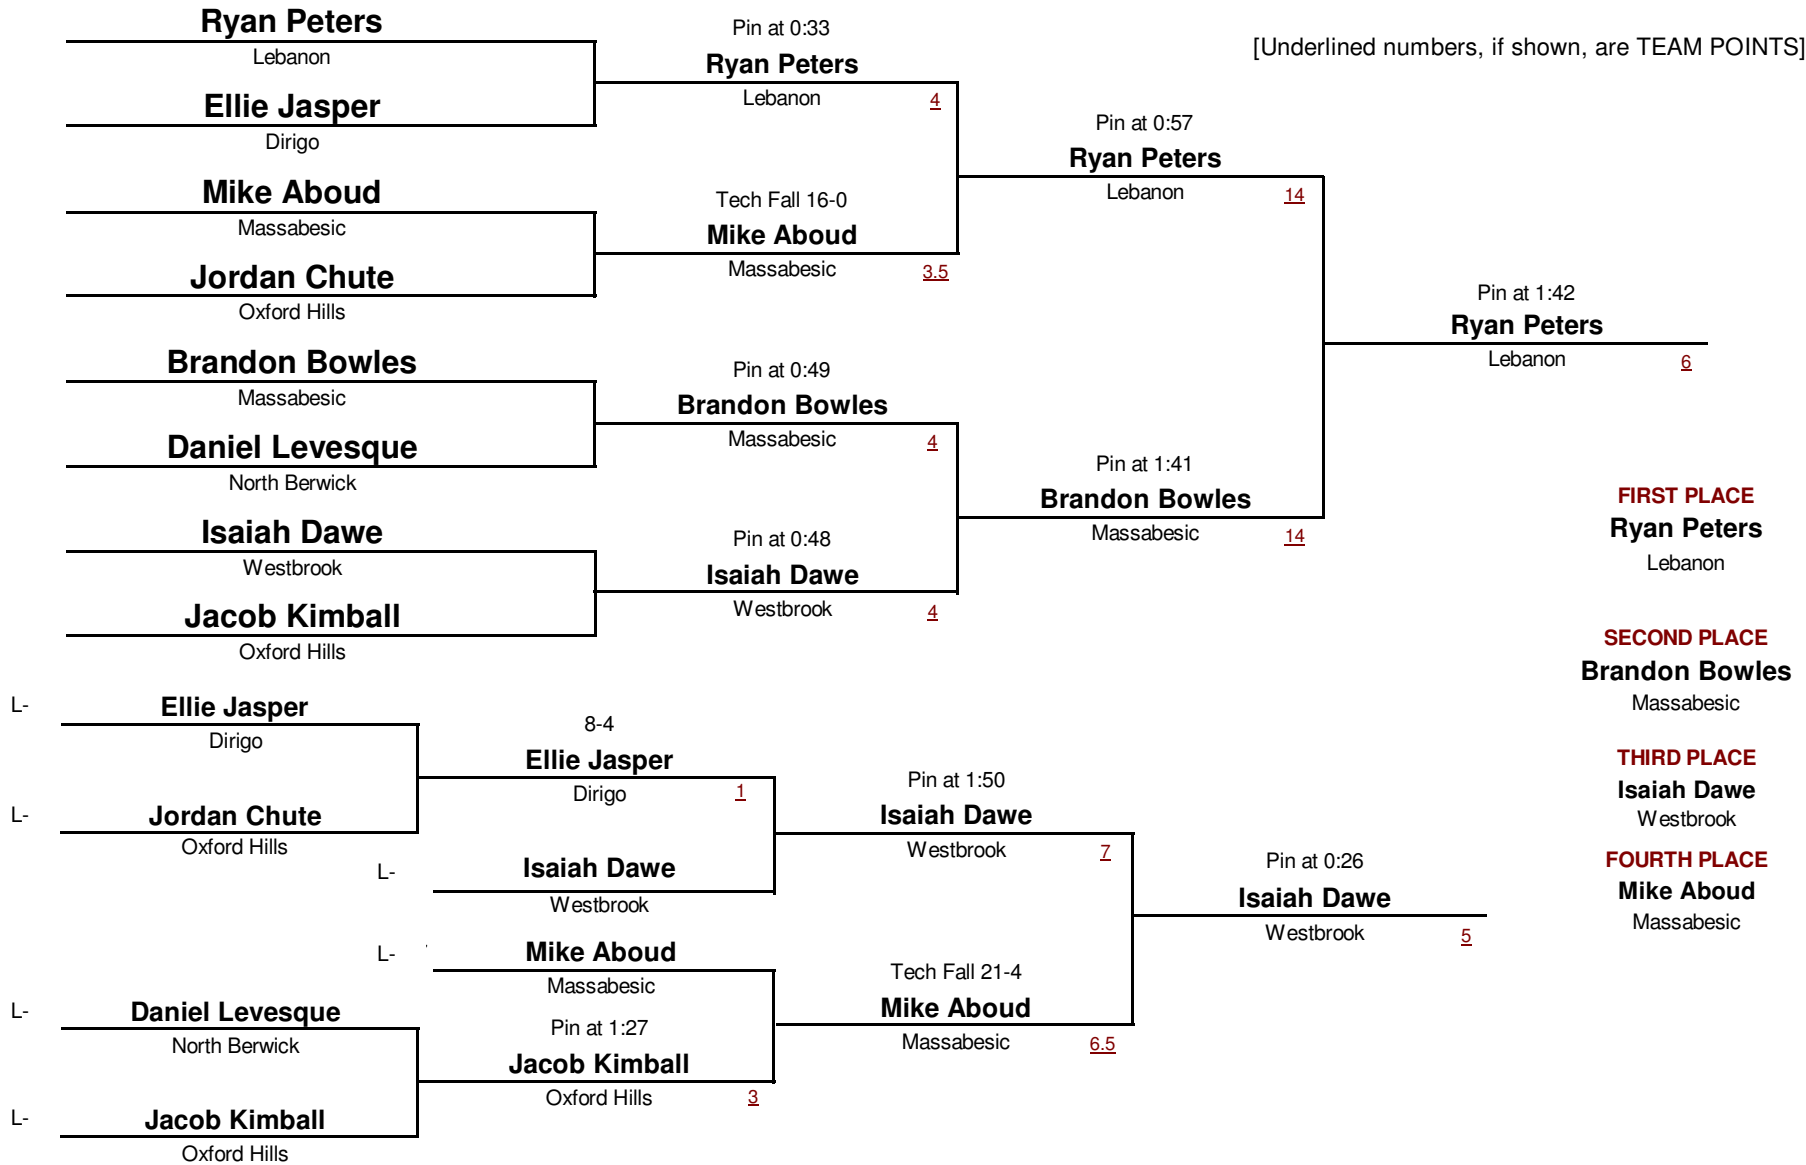 [Underlined numbers, if shown, are TEAM POINTS]
Ryan Peters
Lebanon
Ellie Jasper
Dirigo
Mike Aboud
Massabesic
Jordan Chute
Oxford Hills
Brandon Bowles
Massabesic
Daniel Levesque
North Berwick
Isaiah Dawe
Westbrook
Jacob Kimball
Oxford Hills
Pin at 0:33
Ryan Peters
Lebanon 4
Tech Fall 16-0
Mike Aboud
Massabesic 3.5
Pin at 0:49
Brandon Bowles
Massabesic 4
Pin at 0:48
Isaiah Dawe
Westbrook 4
Pin at 0:57
Ryan Peters
Lebanon 14
Pin at 1:41
Brandon Bowles
Massabesic 14
Pin at 1:42
Ryan Peters
Lebanon 6
FIRST PLACE
Ryan Peters
Lebanon
SECOND PLACE
Brandon Bowles
Massabesic
THIRD PLACE
Isaiah Dawe
Westbrook
FOURTH PLACE
Mike Aboud
Massabesic
L- Ellie Jasper
Dirigo
L- Jordan Chute
Oxford Hills
L- Daniel Levesque
North Berwick
L- Jacob Kimball
Oxford Hills
8-4
Ellie Jasper
Dirigo 1
L- Isaiah Dawe
Westbrook
L- Mike Aboud
Massabesic
Pin at 1:27
Jacob Kimball
Oxford Hills 3
Pin at 1:50
Isaiah Dawe
Westbrook 7
Tech Fall 21-4
Mike Aboud
Massabesic 6.5
Pin at 0:26
Isaiah Dawe
Westbrook 5